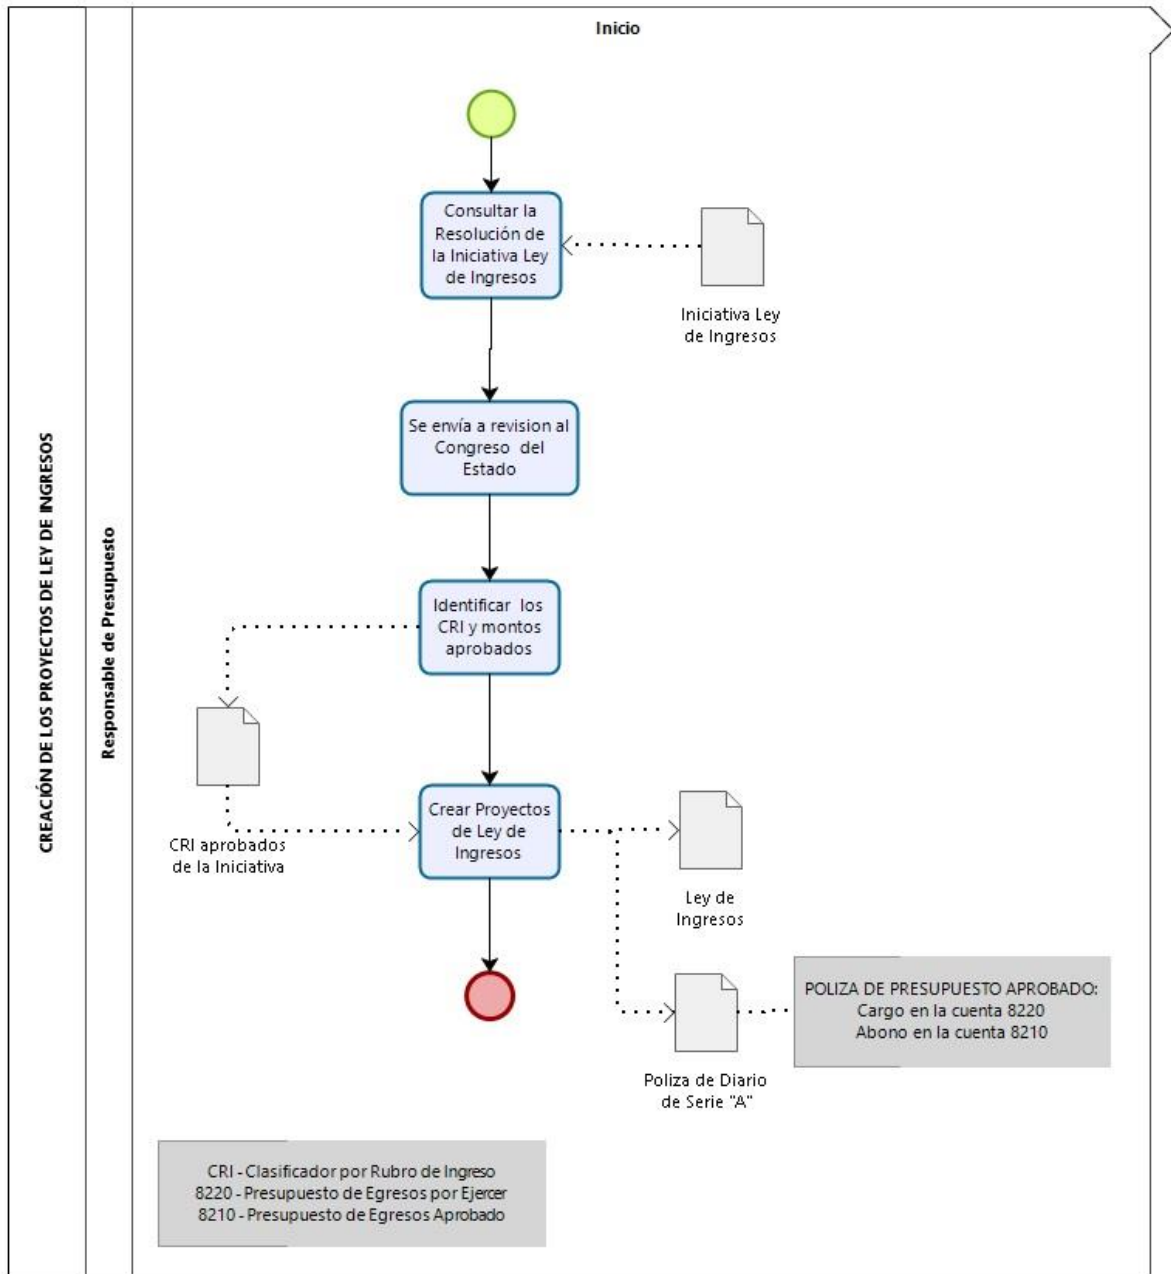 CREACIÓN DE LOS PROYECTOS DE LEY DE INGRESOS
Responsable de Presupuesto
Inicio
Consultar la
Resolución de
la Iniciativa Ley
de Ingresos
Iniciativa Ley
de Ingresos
Se envía a revision al
Congreso del
Estado
Identificar los
CRI y montos
aprobados
CRI aprobados
de la Iniciativa
Crear Proyectos
de Ley de
Ingresos
Ley de
Ingresos
Poliza de Diario
de Serie "A"
POLIZA DE PRESUPUESTO APROBADO:
Cargo en la cuenta 8220
Abono en la cuenta 8210
CRI - Clasificador por Rubro de Ingreso
8220 - Presupuesto de Egresos por Ejercer
8210 - Presupuesto de Egresos Aprobado